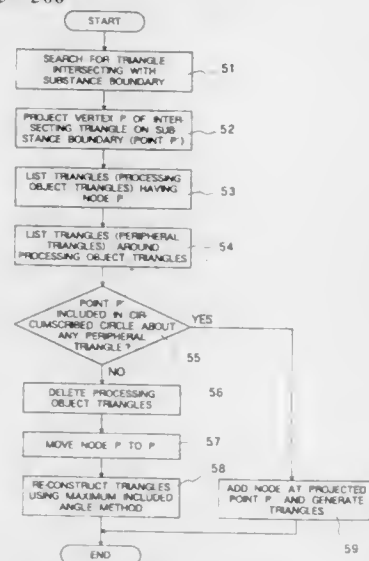 START
SEARCH FOR TRIANGLE
INTERSECTING WITH
SUBSTANCE BOUNDARY
51
PROJECT VERTEX P OF INTER-
SECTING TRIANGLE ON SUB
STANCE BOUNDARY (POINT P')
52
LIST TRIANGLES (PROCESSING
OBJECT TRIANGLES) HAVING
NODE P
53
LIST TRIANGLES (PERIPHERAL
TRIANGLES) AROUND
PROCESSING OBJECT TRIANGLES
54
POINT P'
INCLUDED IN CIR-
CUMSCRIBED CIRCLE ABOUT
ANY PERIPHERAL
TRIANGLE?
55
YES
NO
DELETE PROCESSING
OBJECT TRIANGLES
56
MOVE NODE P TO P'
57
RE-CONSTRUCT TRIANGLES
USING MAXIMUM INCLUDED
ANGLE METHOD
58
ADD NODE AT PROJECTED
POINT P' AND GENERATE
TRIANGLES
59
END